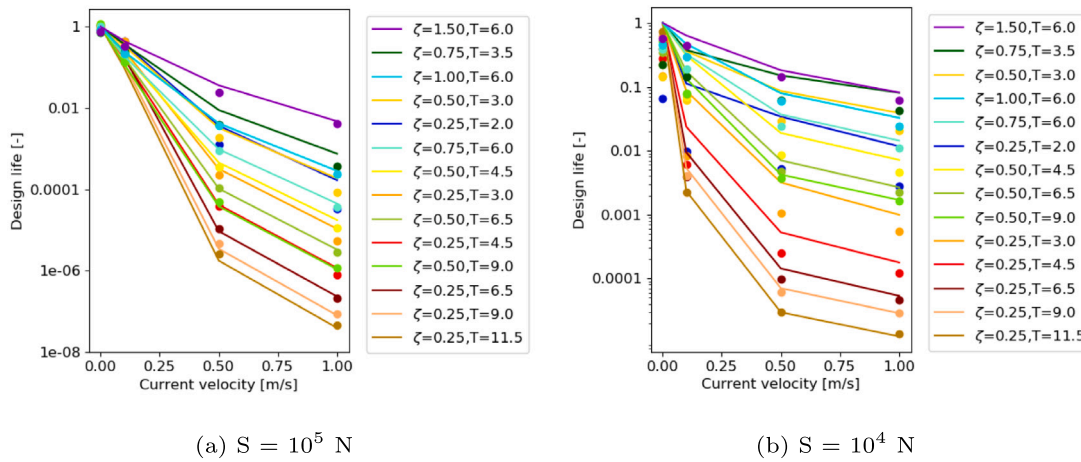 1
0.01
0.0001
1e-06
1e-08
Design life [-]
0.00 0.25 0.50 0.75 1.00
Current velocity [m/s]
ζ=1.50,T=6.0
ζ=0.75,T=3.5
ζ=1.00,T=6.0
ζ=0.50,T=3.0
ζ=0.25,T=2.0
ζ=0.75,T=6.0
ζ=0.50,T=4.5
ζ=0.25,T=3.0
ζ=0.50,T=6.5
ζ=0.25,T=4.5
ζ=0.50,T=9.0
ζ=0.25,T=6.5
ζ=0.25,T=9.0
ζ=0.25,T=11.5
(a) S = 10⁵ N
1
0.1
0.01
0.001
0.0001
Design life [-]
0.00 0.25 0.50 0.75 1.00
Current velocity [m/s]
ζ=1.50,T=6.0
ζ=0.75,T=3.5
ζ=0.50,T=3.0
ζ=1.00,T=6.0
ζ=0.75,T=6.0
ζ=0.25,T=2.0
ζ=0.50,T=4.5
ζ=0.50,T=6.5
ζ=0.50,T=9.0
ζ=0.25,T=3.0
ζ=0.25,T=4.5
ζ=0.25,T=6.5
ζ=0.25,T=9.0
ζ=0.25,T=11.5
(b) S = 10⁴ N